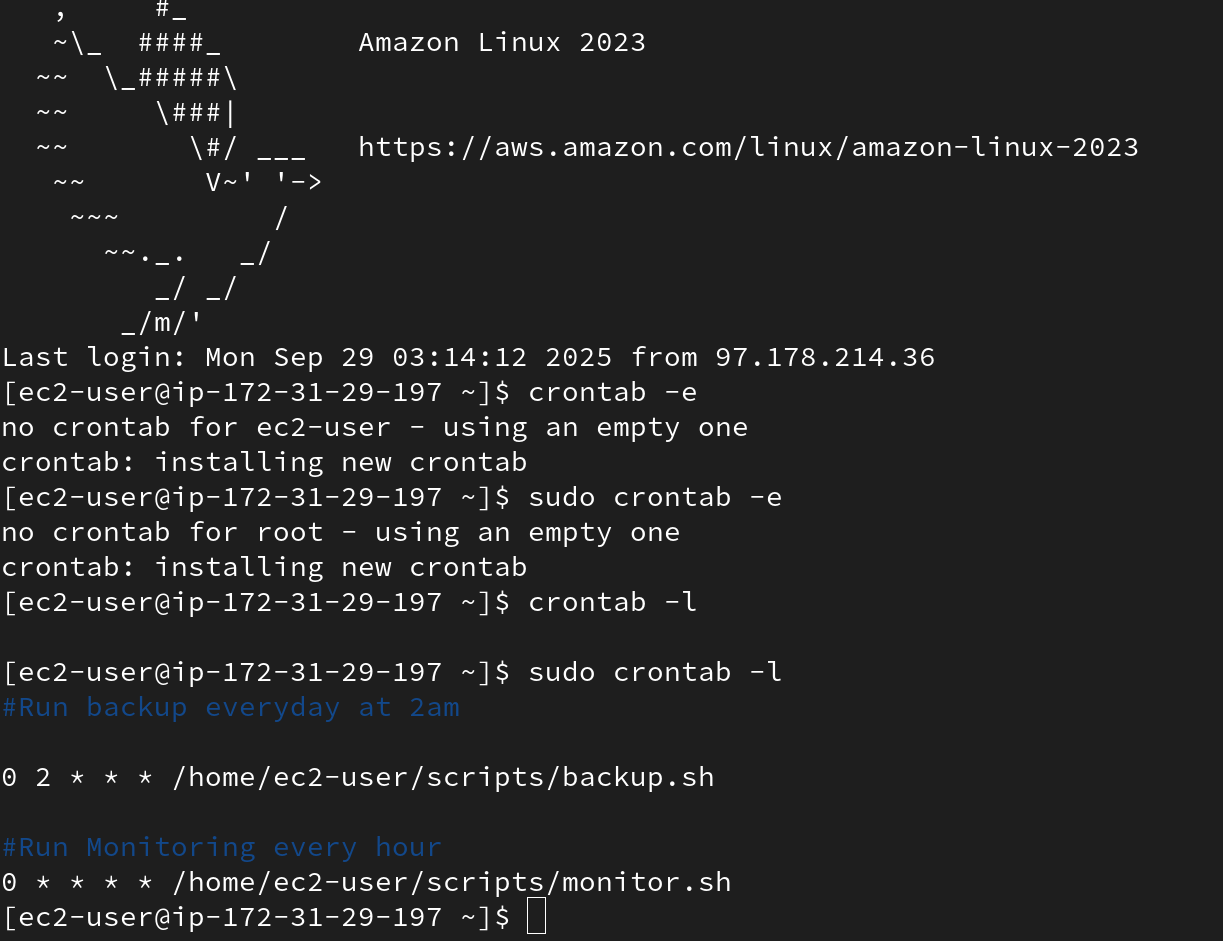 ,     #_
   ~\_  ####_        Amazon Linux 2023
  ~~  \_#####\
  ~~     \###|
  ~~       \#/ ___   https://aws.amazon.com/linux/amazon-linux-2023
   ~~       V~' '->
    ~~~         /
      ~~._.   _/
         _/ _/
       _/m/'
Last login: Mon Sep 29 03:14:12 2025 from 97.178.214.36
[ec2-user@ip-172-31-29-197 ~]$ crontab -e
no crontab for ec2-user - using an empty one
crontab: installing new crontab
[ec2-user@ip-172-31-29-197 ~]$ sudo crontab -e
no crontab for root - using an empty one
crontab: installing new crontab
[ec2-user@ip-172-31-29-197 ~]$ crontab -l

[ec2-user@ip-172-31-29-197 ~]$ sudo crontab -l
#Run backup everyday at 2am

0 2 * * * /home/ec2-user/scripts/backup.sh

#Run Monitoring every hour
0 * * * * /home/ec2-user/scripts/monitor.sh
[ec2-user@ip-172-31-29-197 ~]$